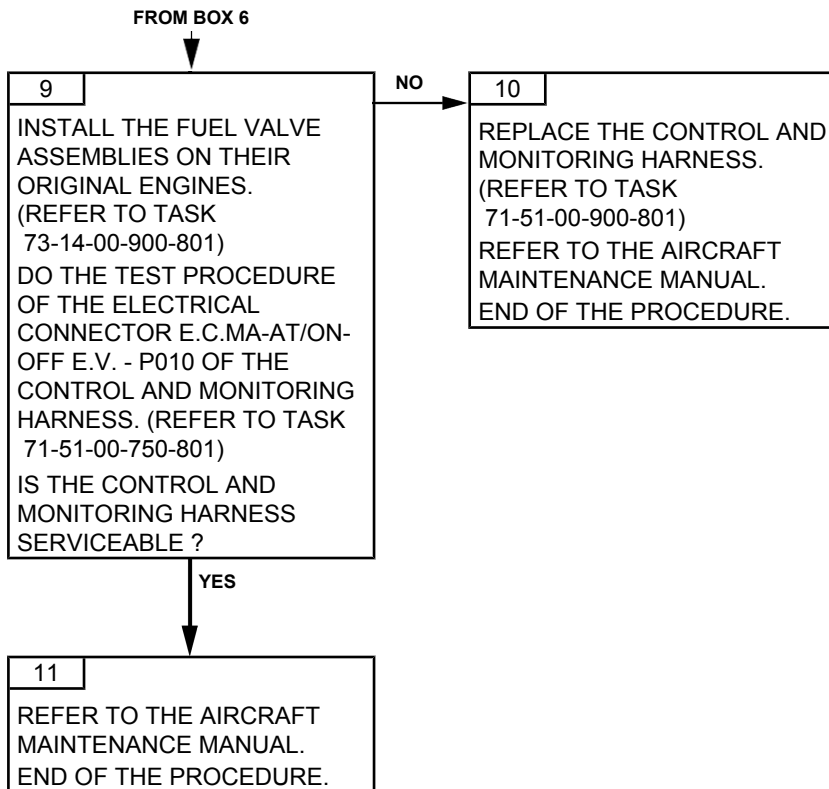 FROM BOX 6
9
INSTALL THE FUEL VALVE
ASSEMBLIES ON THEIR
ORIGINAL ENGINES.
(REFER TO TASK
73-14-00-900-801)
DO THE TEST PROCEDURE
OF THE ELECTRICAL
CONNECTOR E.C.MA-AT/ON-
OFF E.V. - P010 OF THE
CONTROL AND MONITORING
HARNESS. (REFER TO TASK
71-51-00-750-801)
IS THE CONTROL AND
MONITORING HARNESS
SERVICEABLE ?
NO
10
REPLACE THE CONTROL AND
MONITORING HARNESS.
(REFER TO TASK
71-51-00-900-801)
REFER TO THE AIRCRAFT
MAINTENANCE MANUAL.
END OF THE PROCEDURE.
YES
11
REFER TO THE AIRCRAFT
MAINTENANCE MANUAL.
END OF THE PROCEDURE.